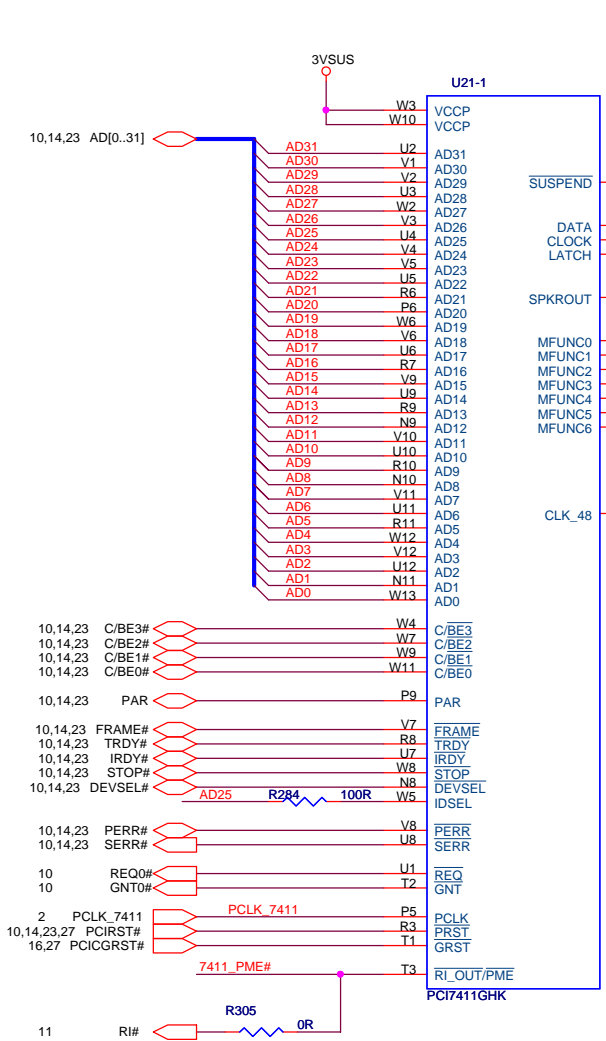 3VSUS
U21-1
W3 VCCP
W10 VCCP
10,14,23 AD[0..31]
AD31 U2 AD31
AD30 V1 AD30
AD29 V2 AD29 SUSPEND
AD28 U3 AD28
AD27 W2 AD27
AD26 V3 AD26 DATA
AD25 U4 AD25 CLOCK
AD24 V4 AD24 LATCH
AD23 V5 AD23
AD22 U5 AD22
AD21 R6 AD21 SPKROUT
AD20 P6 AD20
AD19 W6 AD19
AD18 V6 AD18 MFUNC0
AD17 U6 AD17 MFUNC1
AD16 R7 AD16 MFUNC2
AD15 V9 AD15 MFUNC3
AD14 U9 AD14 MFUNC4
AD13 R9 AD13 MFUNC5
AD12 N9 AD12 MFUNC6
AD11 V10 AD11
AD10 U10 AD10
AD9 R10 AD9
AD8 N10 AD8
AD7 V11 AD7
AD6 U11 AD6 CLK_48
AD5 R11 AD5
AD4 W12 AD4
AD3 V12 AD3
AD2 U12 AD2
AD1 N11 AD1
AD0 W13 AD0
10,14,23 C/BE3# W4 C/BE3
10,14,23 C/BE2# W7 C/BE2
10,14,23 C/BE1# W9 C/BE1
10,14,23 C/BE0# W11 C/BE0
10,14,23 PAR P9 PAR
10,14,23 FRAME# V7 FRAME
10,14,23 TRDY# R8 TRDY
10,14,23 IRDY# U7 IRDY
10,14,23 STOP# W8 STOP
10,14,23 DEVSEL# N8 DEVSEL
AD25 R284 100R W5 IDSEL
10,14,23 PERR# V8 PERR
10,14,23 SERR# U8 SERR
10 REQ0# U1 REQ
10 GNT0# T2 GNT
2 PCLK_7411 PCLK_7411 P5 PCLK
10,14,23,27 PCIRST# R3 PRST
16,27 PCICGRST# T1 GRST
7411_PME# T3 RI_OUT/PME
PCI7411GHK
R305
11 RI# 0R